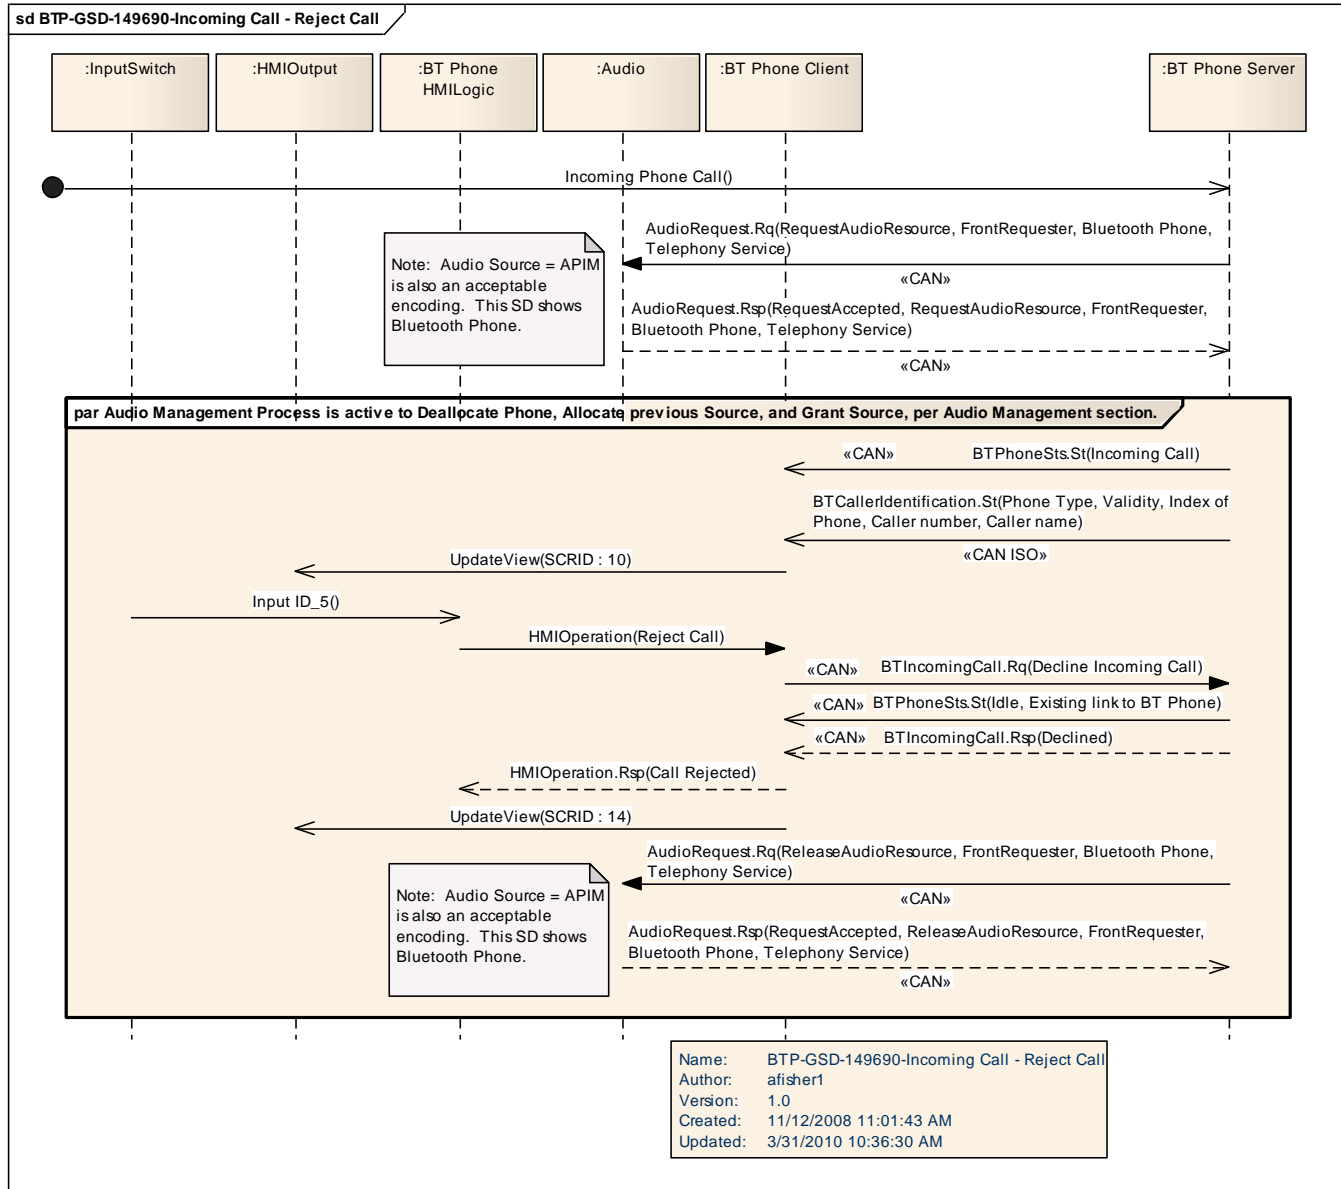 sd BTP-GSD-149690-Incoming Call - Reject Call
:InputSwitch
:HMIOutput
:BT Phone
HMILogic
:Audio
:BT Phone Client
:BT Phone Server
Incoming Phone Call()
AudioRequest.Rq(RequestAudioResource, FrontRequester, Bluetooth Phone,
Telephony Service)
«CAN»
Note: Audio Source = APIM
is also an acceptable
encoding. This SD shows
Bluetooth Phone.
AudioRequest.Rsp(RequestAccepted, RequestAudioResource, FrontRequester,
Bluetooth Phone, Telephony Service)
«CAN»
par Audio Management Process is active to Deallocate Phone, Allocate previous Source, and Grant Source, per Audio Management section.
«CAN» BTPhoneSts.St(Incoming Call)
BTCallerIdentification.St(Phone Type, Validity, Index of
Phone, Caller number, Caller name)
«CAN ISO»
UpdateView(SCRID : 10)
Input ID_5()
HMIOperation(Reject Call)
«CAN» BTIncomingCall.Rq(Decline Incoming Call)
«CAN» BTPhoneSts.St(Idle, Existing link to BT Phone)
«CAN» BTIncomingCall.Rsp(Declined)
HMIOperation.Rsp(Call Rejected)
UpdateView(SCRID : 14)
AudioRequest.Rq(ReleaseAudioResource, FrontRequester, Bluetooth Phone,
Telephony Service)
«CAN»
Note: Audio Source = APIM
is also an acceptable
encoding. This SD shows
Bluetooth Phone.
AudioRequest.Rsp(RequestAccepted, ReleaseAudioResource, FrontRequester,
Bluetooth Phone, Telephony Service)
«CAN»
Name: BTP-GSD-149690-Incoming Call - Reject Call
Author: afisher1
Version: 1.0
Created: 11/12/2008 11:01:43 AM
Updated: 3/31/2010 10:36:30 AM